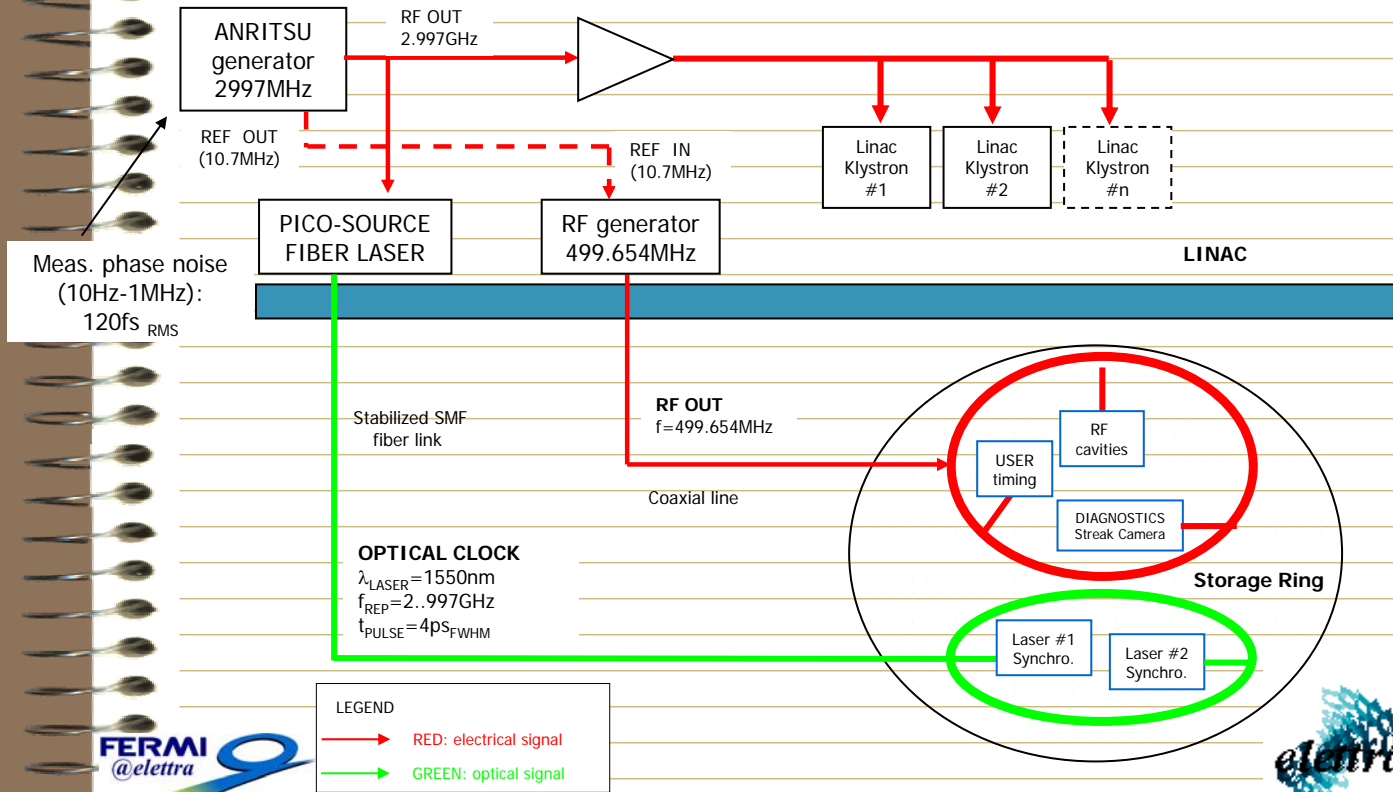 ANRITSU
generator
2997MHz
RF OUT
2.997GHz
REF OUT
(10.7MHz)
REF IN
(10.7MHz)
Linac
Klystron
#1
Linac
Klystron
#2
Linac
Klystron
#n
PICO-SOURCE
FIBER LASER
RF generator
499.654MHz
LINAC
Meas. phase noise
(10Hz-1MHz):
120fs RMS
Stabilized SMF
fiber link
RF OUT
f=499.654MHz
Coaxial line
RF
cavities
USER
timing
DIAGNOSTICS
Streak Camera
Storage Ring
OPTICAL CLOCK
λLASER=1550nm
fREP=2..997GHz
tPULSE=4psFWHM
Laser #1
Synchro.
Laser #2
Synchro.
LEGEND
RED: electrical signal
GREEN: optical signal
FERMI
@elettra